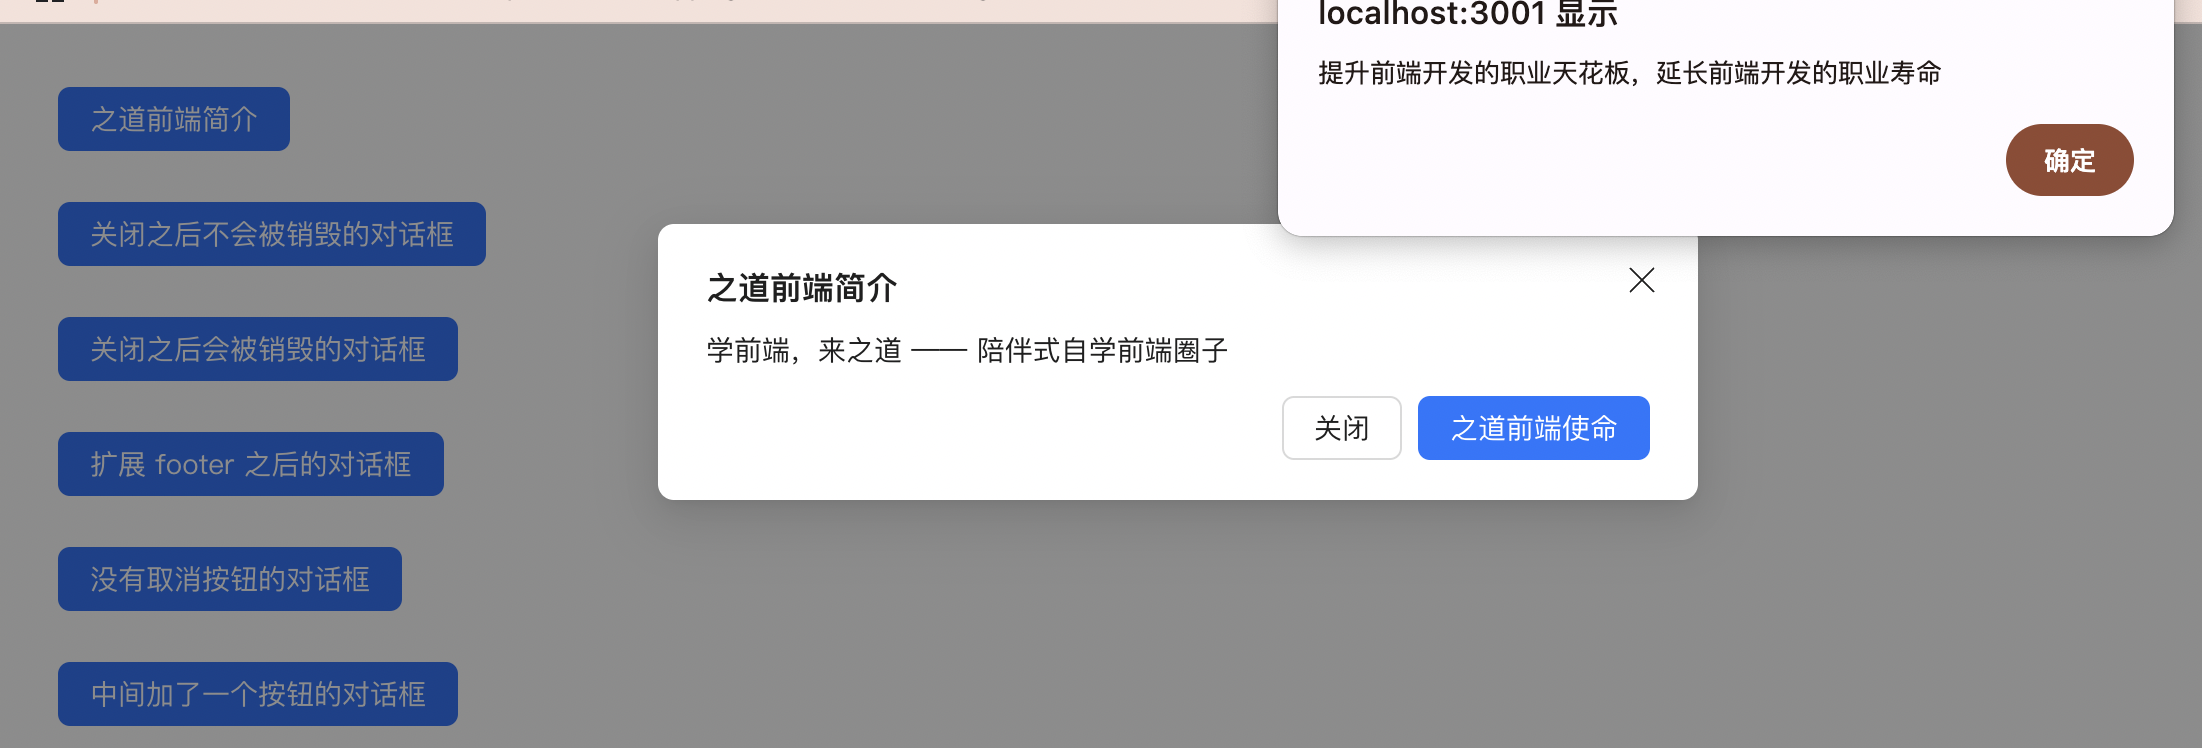 localhost:3001 显示
提升前端开发的职业天花板，延长前端开发的职业寿命
确定
之道前端简介
关闭之后不会被销毁的对话框
关闭之后会被销毁的对话框
扩展 footer 之后的对话框
没有取消按钮的对话框
中间加了一个按钮的对话框
之道前端简介
学前端，来之道 —— 陪伴式自学前端圈子
关闭
之道前端使命